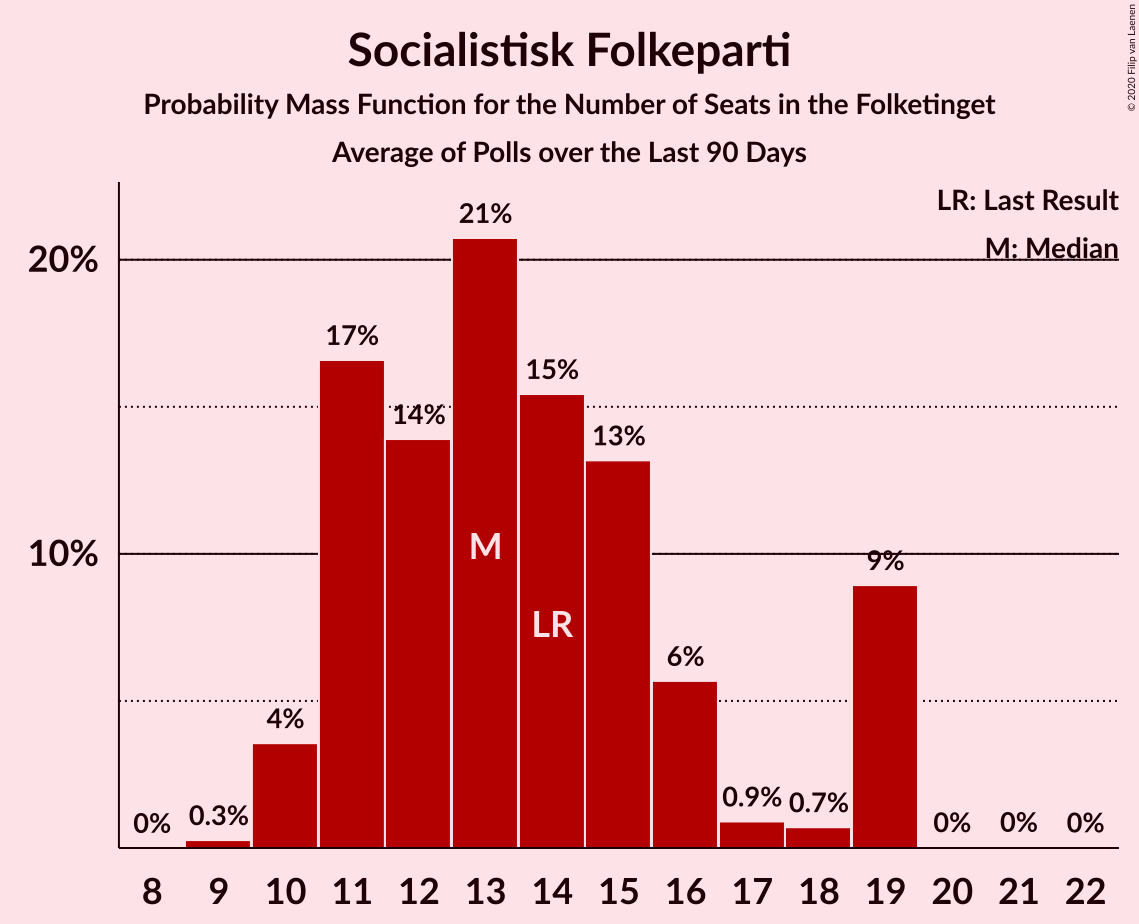 Socialistisk Folkeparti
Probability Mass Function for the Number of Seats in the Folketinget
Average of Polls over the Last 90 Days
© 2020 Filip van Laenen
LR: Last Result
M: Median
20%
10%
0%
0.3%
4%
17%
14%
21%
15%
13%
6%
0.9%
0.7%
9%
0%
0%
0%
M
LR
8 9 10 11 12 13 14 15 16 17 18 19 20 21 22